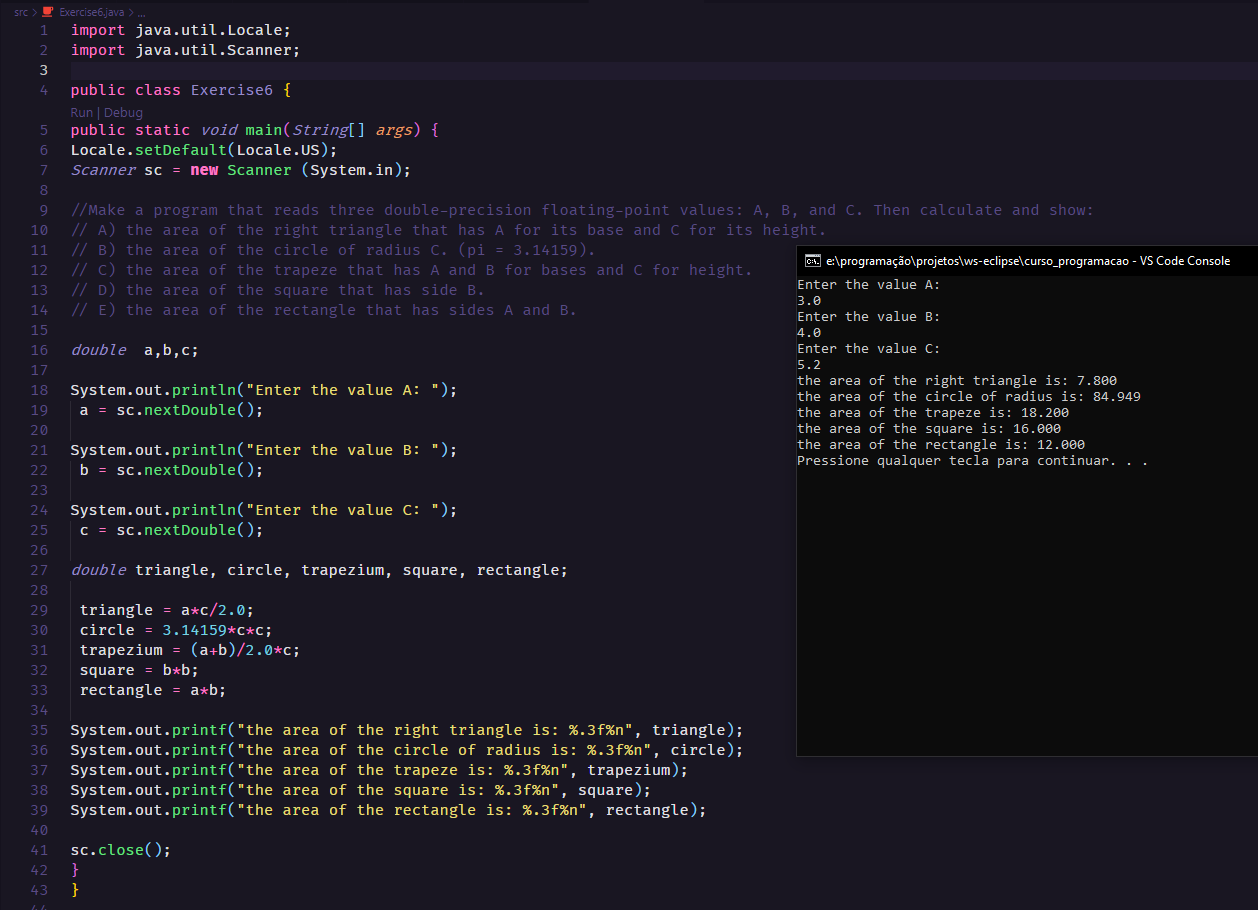 src > Exercise6.java > ...
1 import java.util.Locale;
2 import java.util.Scanner;
3
4 public class Exercise6 {
Run | Debug
5 public static void main(String[] args) {
6 Locale.setDefault(Locale.US);
7 Scanner sc = new Scanner (System.in);
8
9 //Make a program that reads three double-precision floating-point values: A, B, and C. Then calculate and show:
10 // A) the area of the right triangle that has A for its base and C for its height.
11 // B) the area of the circle of radius C. (pi = 3.14159).
12 // C) the area of the trapeze that has A and B for bases and C for height.
13 // D) the area of the square that has side B.
14 // E) the area of the rectangle that has sides A and B.
15
16 double  a,b,c;
17
18 System.out.println("Enter the value A: ");
19  a = sc.nextDouble();
20
21 System.out.println("Enter the value B: ");
22  b = sc.nextDouble();
23
24 System.out.println("Enter the value C: ");
25  c = sc.nextDouble();
26
27 double triangle, circle, trapezium, square, rectangle;
28
29  triangle = a*c/2.0;
30  circle = 3.14159*c*c;
31  trapezium = (a+b)/2.0*c;
32  square = b*b;
33  rectangle = a*b;
34
35 System.out.printf("the area of the right triangle is: %.3f%n", triangle);
36 System.out.printf("the area of the circle of radius is: %.3f%n", circle);
37 System.out.printf("the area of the trapeze is: %.3f%n", trapezium);
38 System.out.printf("the area of the square is: %.3f%n", square);
39 System.out.printf("the area of the rectangle is: %.3f%n", rectangle);
40
41 sc.close();
42 }
43 }
44
e:\programação\projetos\ws-eclipse\curso_programacao - VS Code Console
Enter the value A:
3.0
Enter the value B:
4.0
Enter the value C:
5.2
the area of the right triangle is: 7.800
the area of the circle of radius is: 84.949
the area of the trapeze is: 18.200
the area of the square is: 16.000
the area of the rectangle is: 12.000
Pressione qualquer tecla para continuar. . .